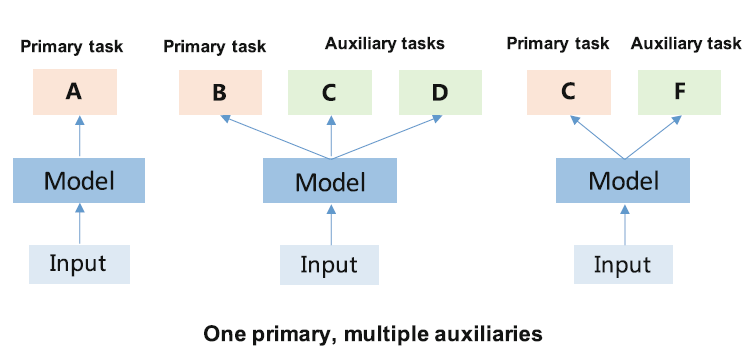 Primary task
Primary task
Auxiliary tasks
Primary task
Auxiliary task
A
B
C
D
C
F
Model
Model
Model
Input
Input
Input
One primary, multiple auxiliaries